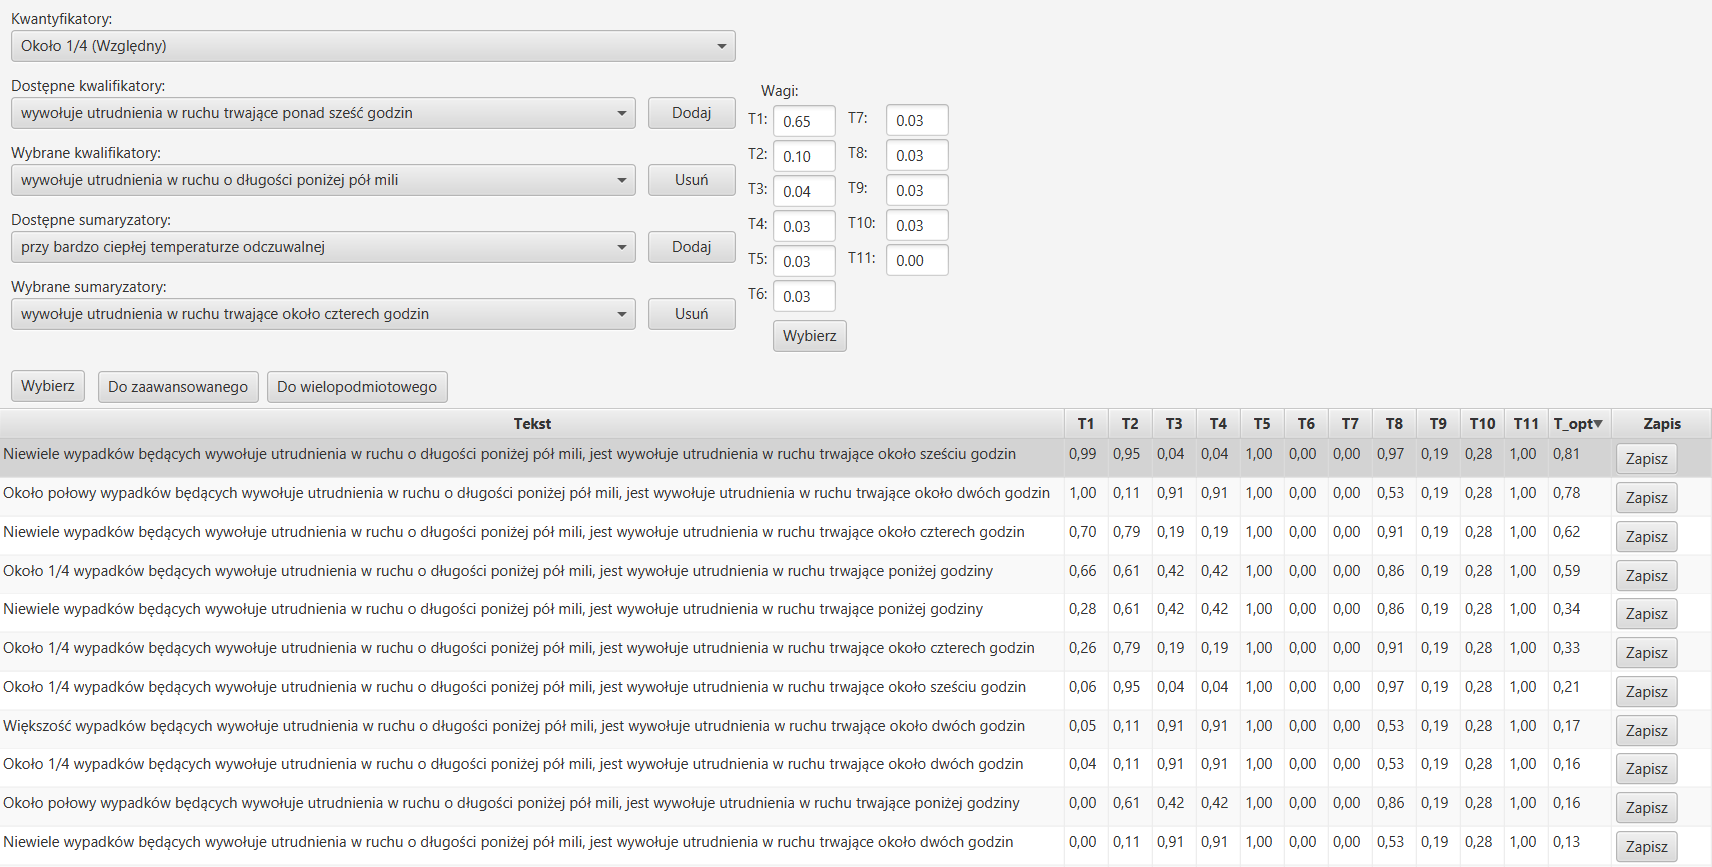 Kwantyfikatory:
Około 1/4 (Względny)
Dostępne kwalifikatory:
wywołuje utrudnienia w ruchu trwające ponad sześć godzin
Dodaj
Wybrane kwalifikatory:
wywołuje utrudnienia w ruchu o długości poniżej pół mili
Usuń
Dostępne sumaryzatory:
przy bardzo ciepłej temperaturze odczuwalnej
Dodaj
Wybrane sumaryzatory:
wywołuje utrudnienia w ruchu trwające około czterech godzin
Usuń
Wagi:
T1: 0.65 T7: 0.03
T2: 0.10 T8: 0.03
T3: 0.04 T9: 0.03
T4: 0.03 T10: 0.03
T5: 0.03 T11: 0.00
T6: 0.03
Wybierz
Wybierz Do zaawansowanego Do wielopodmiotowego
Tekst T1 T2 T3 T4 T5 T6 T7 T8 T9 T10 T11 T_opt Zapis
Niewiele wypadków będących wywołuje utrudnienia w ruchu o długości poniżej pół mili, jest wywołuje utrudnienia w ruchu trwające około sześciu godzin 0,99 0,95 0,04 0,04 1,00 0,00 0,00 0,97 0,19 0,28 1,00 0,81 Zapisz
Około połowy wypadków będących wywołuje utrudnienia w ruchu o długości poniżej pół mili, jest wywołuje utrudnienia w ruchu trwające około dwóch godzin 1,00 0,11 0,91 0,91 1,00 0,00 0,00 0,53 0,19 0,28 1,00 0,78 Zapisz
Niewiele wypadków będących wywołuje utrudnienia w ruchu o długości poniżej pół mili, jest wywołuje utrudnienia w ruchu trwające około czterech godzin 0,70 0,79 0,19 0,19 1,00 0,00 0,00 0,91 0,19 0,28 1,00 0,62 Zapisz
Około 1/4 wypadków będących wywołuje utrudnienia w ruchu o długości poniżej pół mili, jest wywołuje utrudnienia w ruchu trwające poniżej godziny 0,66 0,61 0,42 0,42 1,00 0,00 0,00 0,86 0,19 0,28 1,00 0,59 Zapisz
Niewiele wypadków będących wywołuje utrudnienia w ruchu o długości poniżej pół mili, jest wywołuje utrudnienia w ruchu trwające poniżej godziny 0,28 0,61 0,42 0,42 1,00 0,00 0,00 0,86 0,19 0,28 1,00 0,34 Zapisz
Około 1/4 wypadków będących wywołuje utrudnienia w ruchu o długości poniżej pół mili, jest wywołuje utrudnienia w ruchu trwające około czterech godzin 0,26 0,79 0,19 0,19 1,00 0,00 0,00 0,91 0,19 0,28 1,00 0,33 Zapisz
Około 1/4 wypadków będących wywołuje utrudnienia w ruchu o długości poniżej pół mili, jest wywołuje utrudnienia w ruchu trwające około sześciu godzin 0,06 0,95 0,04 0,04 1,00 0,00 0,00 0,97 0,19 0,28 1,00 0,21 Zapisz
Większość wypadków będących wywołuje utrudnienia w ruchu o długości poniżej pół mili, jest wywołuje utrudnienia w ruchu trwające około dwóch godzin 0,05 0,11 0,91 0,91 1,00 0,00 0,00 0,53 0,19 0,28 1,00 0,17 Zapisz
Około 1/4 wypadków będących wywołuje utrudnienia w ruchu o długości poniżej pół mili, jest wywołuje utrudnienia w ruchu trwające około dwóch godzin 0,04 0,11 0,91 0,91 1,00 0,00 0,00 0,53 0,19 0,28 1,00 0,16 Zapisz
Około połowy wypadków będących wywołuje utrudnienia w ruchu o długości poniżej pół mili, jest wywołuje utrudnienia w ruchu trwające poniżej godziny 0,00 0,61 0,42 0,42 1,00 0,00 0,00 0,86 0,19 0,28 1,00 0,16 Zapisz
Niewiele wypadków będących wywołuje utrudnienia w ruchu o długości poniżej pół mili, jest wywołuje utrudnienia w ruchu trwające około dwóch godzin 0,00 0,11 0,91 0,91 1,00 0,00 0,00 0,53 0,19 0,28 1,00 0,13 Zapisz